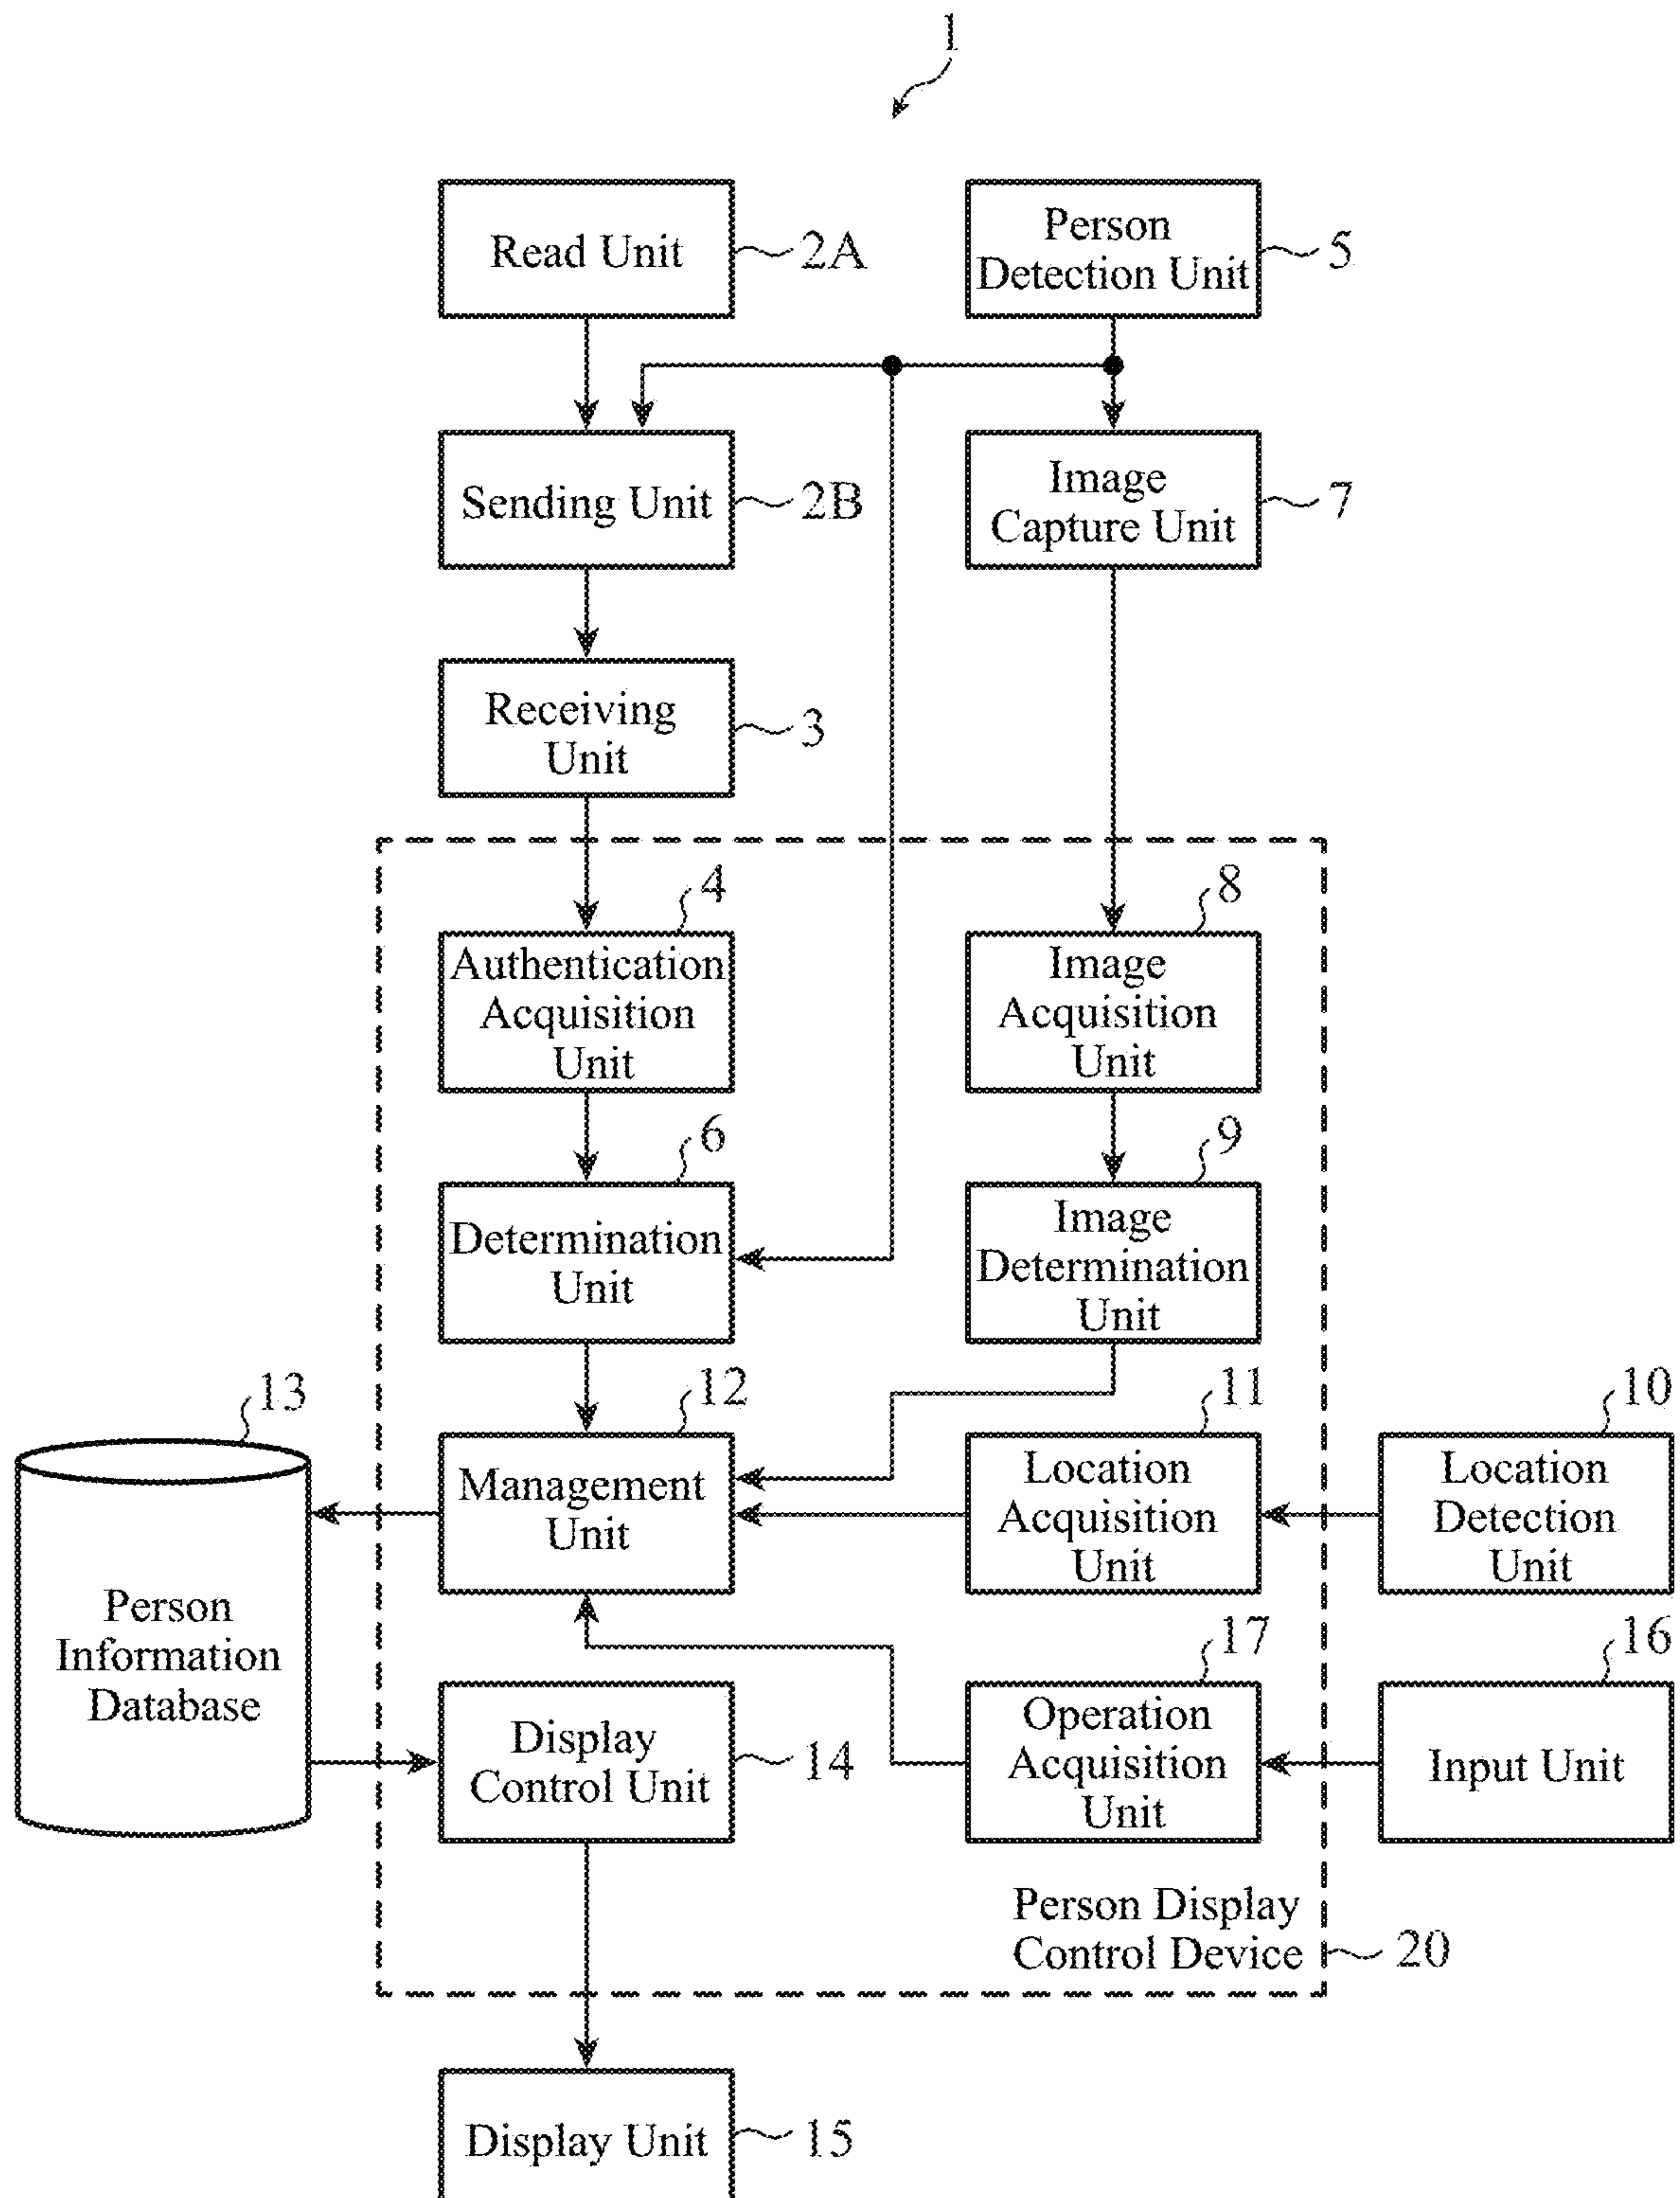 1
Read Unit
2A
Person
Detection Unit
5
Sending Unit
2B
Image
Capture Unit
7
Receiving
Unit
3
4
Authentication
Acquisition
Unit
8
Image
Acquisition
Unit
6
Determination
Unit
9
Image
Determination
Unit
13
Person
Information
Database
12
Management
Unit
11
Location
Acquisition
Unit
10
Location
Detection
Unit
Display
Control Unit
14
17
Operation
Acquisition
Unit
16
Input Unit
Person Display
Control Device
20
Display Unit
15